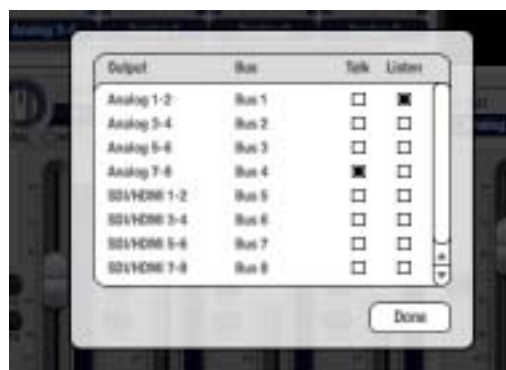 Output Bus Talk Listen
Analog 1-2 Bus 1
Analog 3-4 Bus 2
Analog 5-6 Bus 3
Analog 7-8 Bus 4
SDI/HDMI 1-2 Bus 5
SDI/HDMI 3-4 Bus 6
SDI/HDMI 5-6 Bus 7
SDI/HDMI 7-8 Bus 8
Done